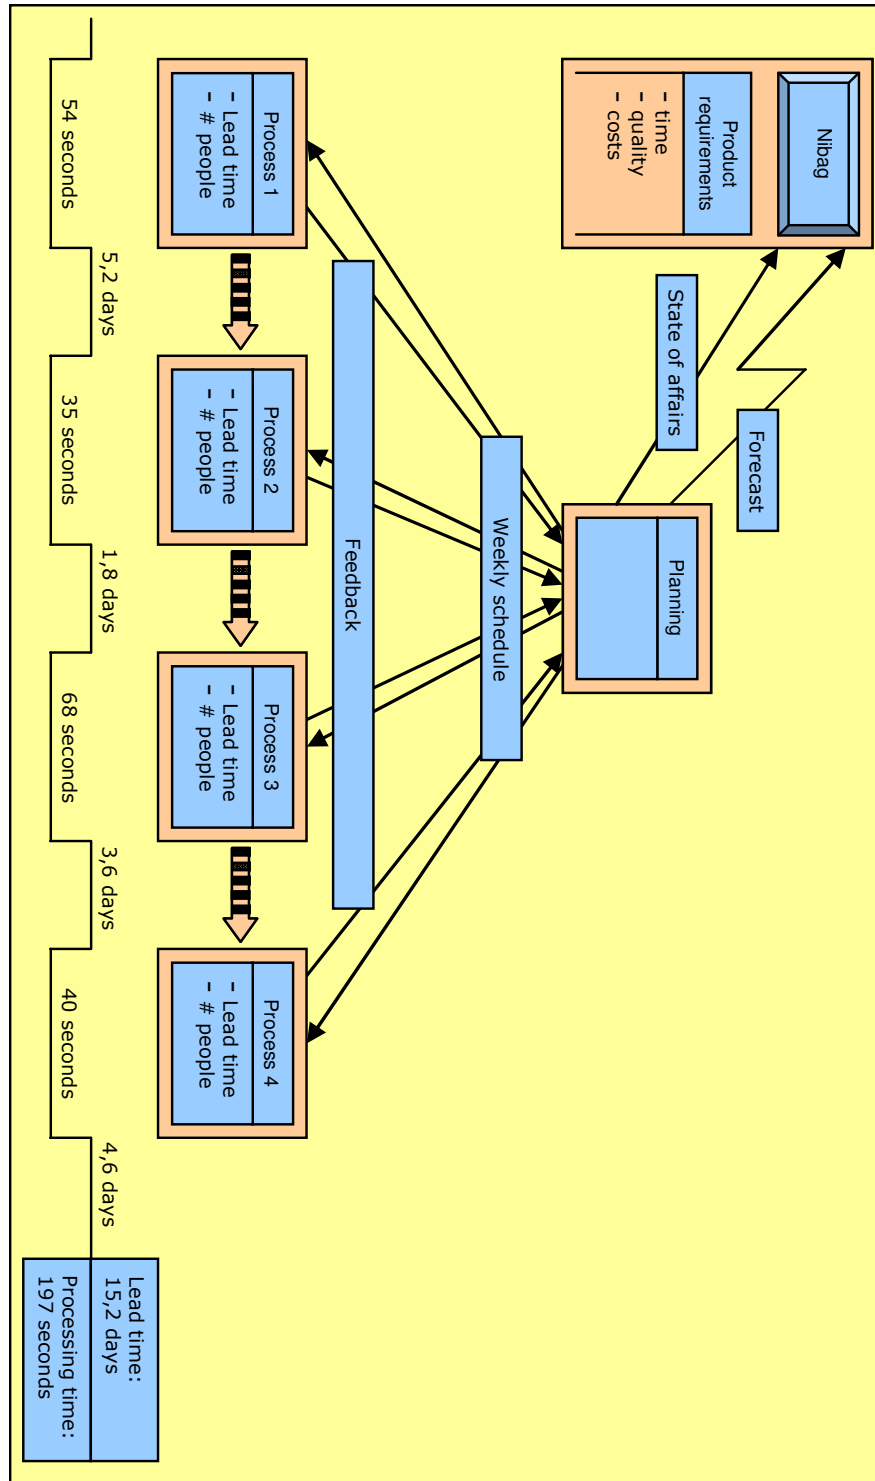 Nibag
Product
requirements
- time
- quality
- costs
State of affairs
Forecast
Planning
Weekly schedule
Feedback
Process 1
- Lead time
- # people
Process 2
- Lead time
- # people
Process 3
- Lead time
- # people
Process 4
- Lead time
- # people
54 seconds
5,2 days
35 seconds
1,8 days
68 seconds
3,6 days
40 seconds
4,6 days
Lead time:
15,2 days
Processing time:
197 seconds